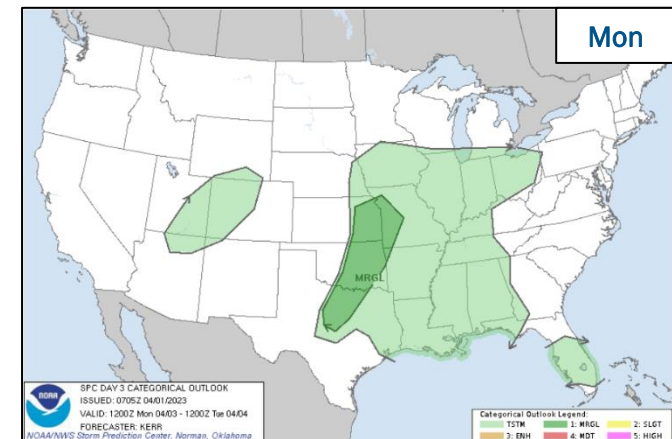 Mon
MRGL
NOAA
SPC DAY 3 CATEGORICAL OUTLOOK
ISSUED: 0705Z 04/01/2023
VALID: 1200Z Mon 04/03 - 1200Z Tue 04/04
FORECASTER: KERR
NOAA/NWS Storm Prediction Center, Norman, Oklahoma
Categorical Outlook Legend:
TSTM 1: MRGL 2: SLGT
3: ENH 4: MDT 5: HIGH